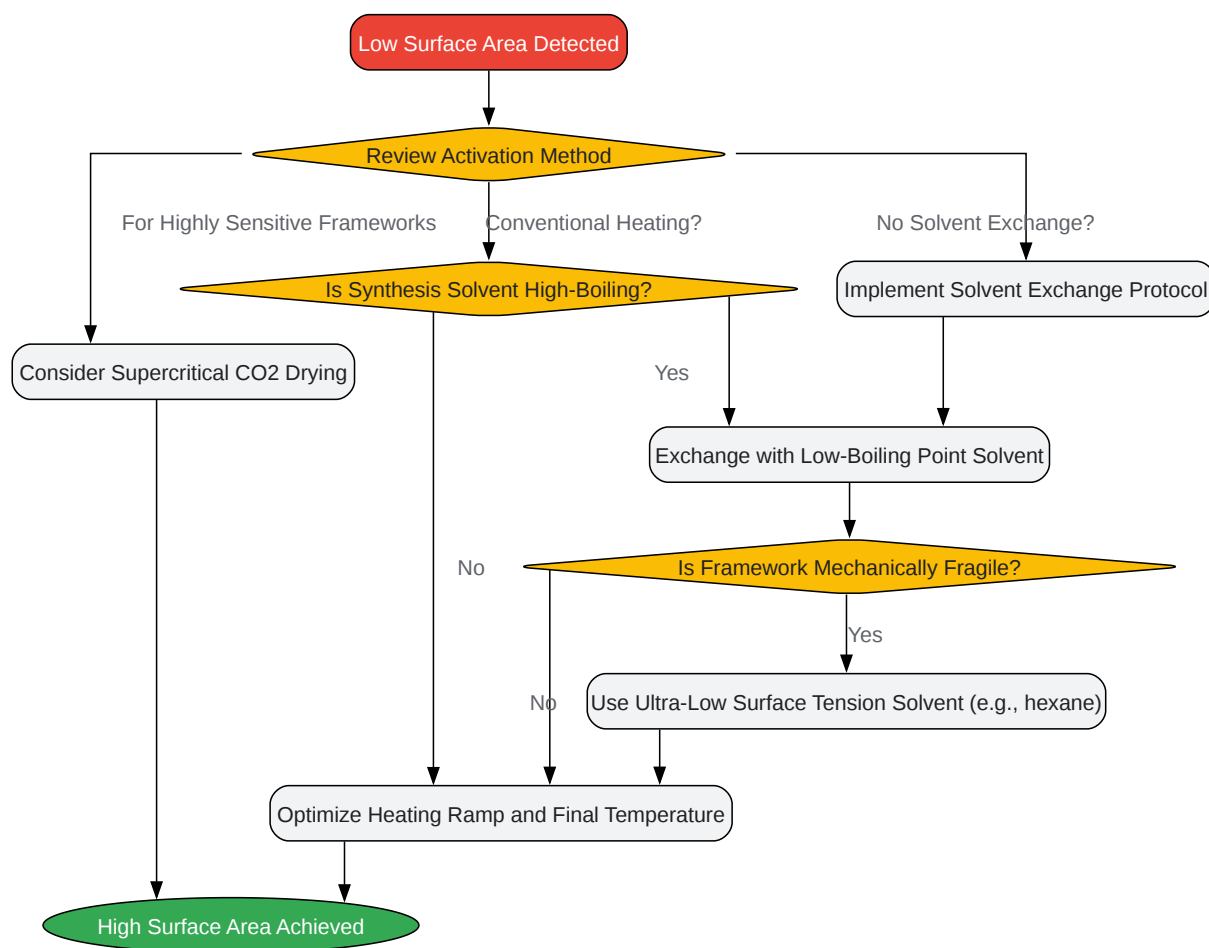 Low Surface Area Detected
Review Activation Method
For Highly Sensitive Frameworks
Conventional Heating?
No Solvent Exchange?
Is Synthesis Solvent High-Boiling?
Implement Solvent Exchange Protocol
Consider Supercritical CO2 Drying
Yes
Exchange with Low-Boiling Point Solvent
No
Is Framework Mechanically Fragile?
Yes
No
Use Ultra-Low Surface Tension Solvent (e.g., hexane)
Optimize Heating Ramp and Final Temperature
High Surface Area Achieved